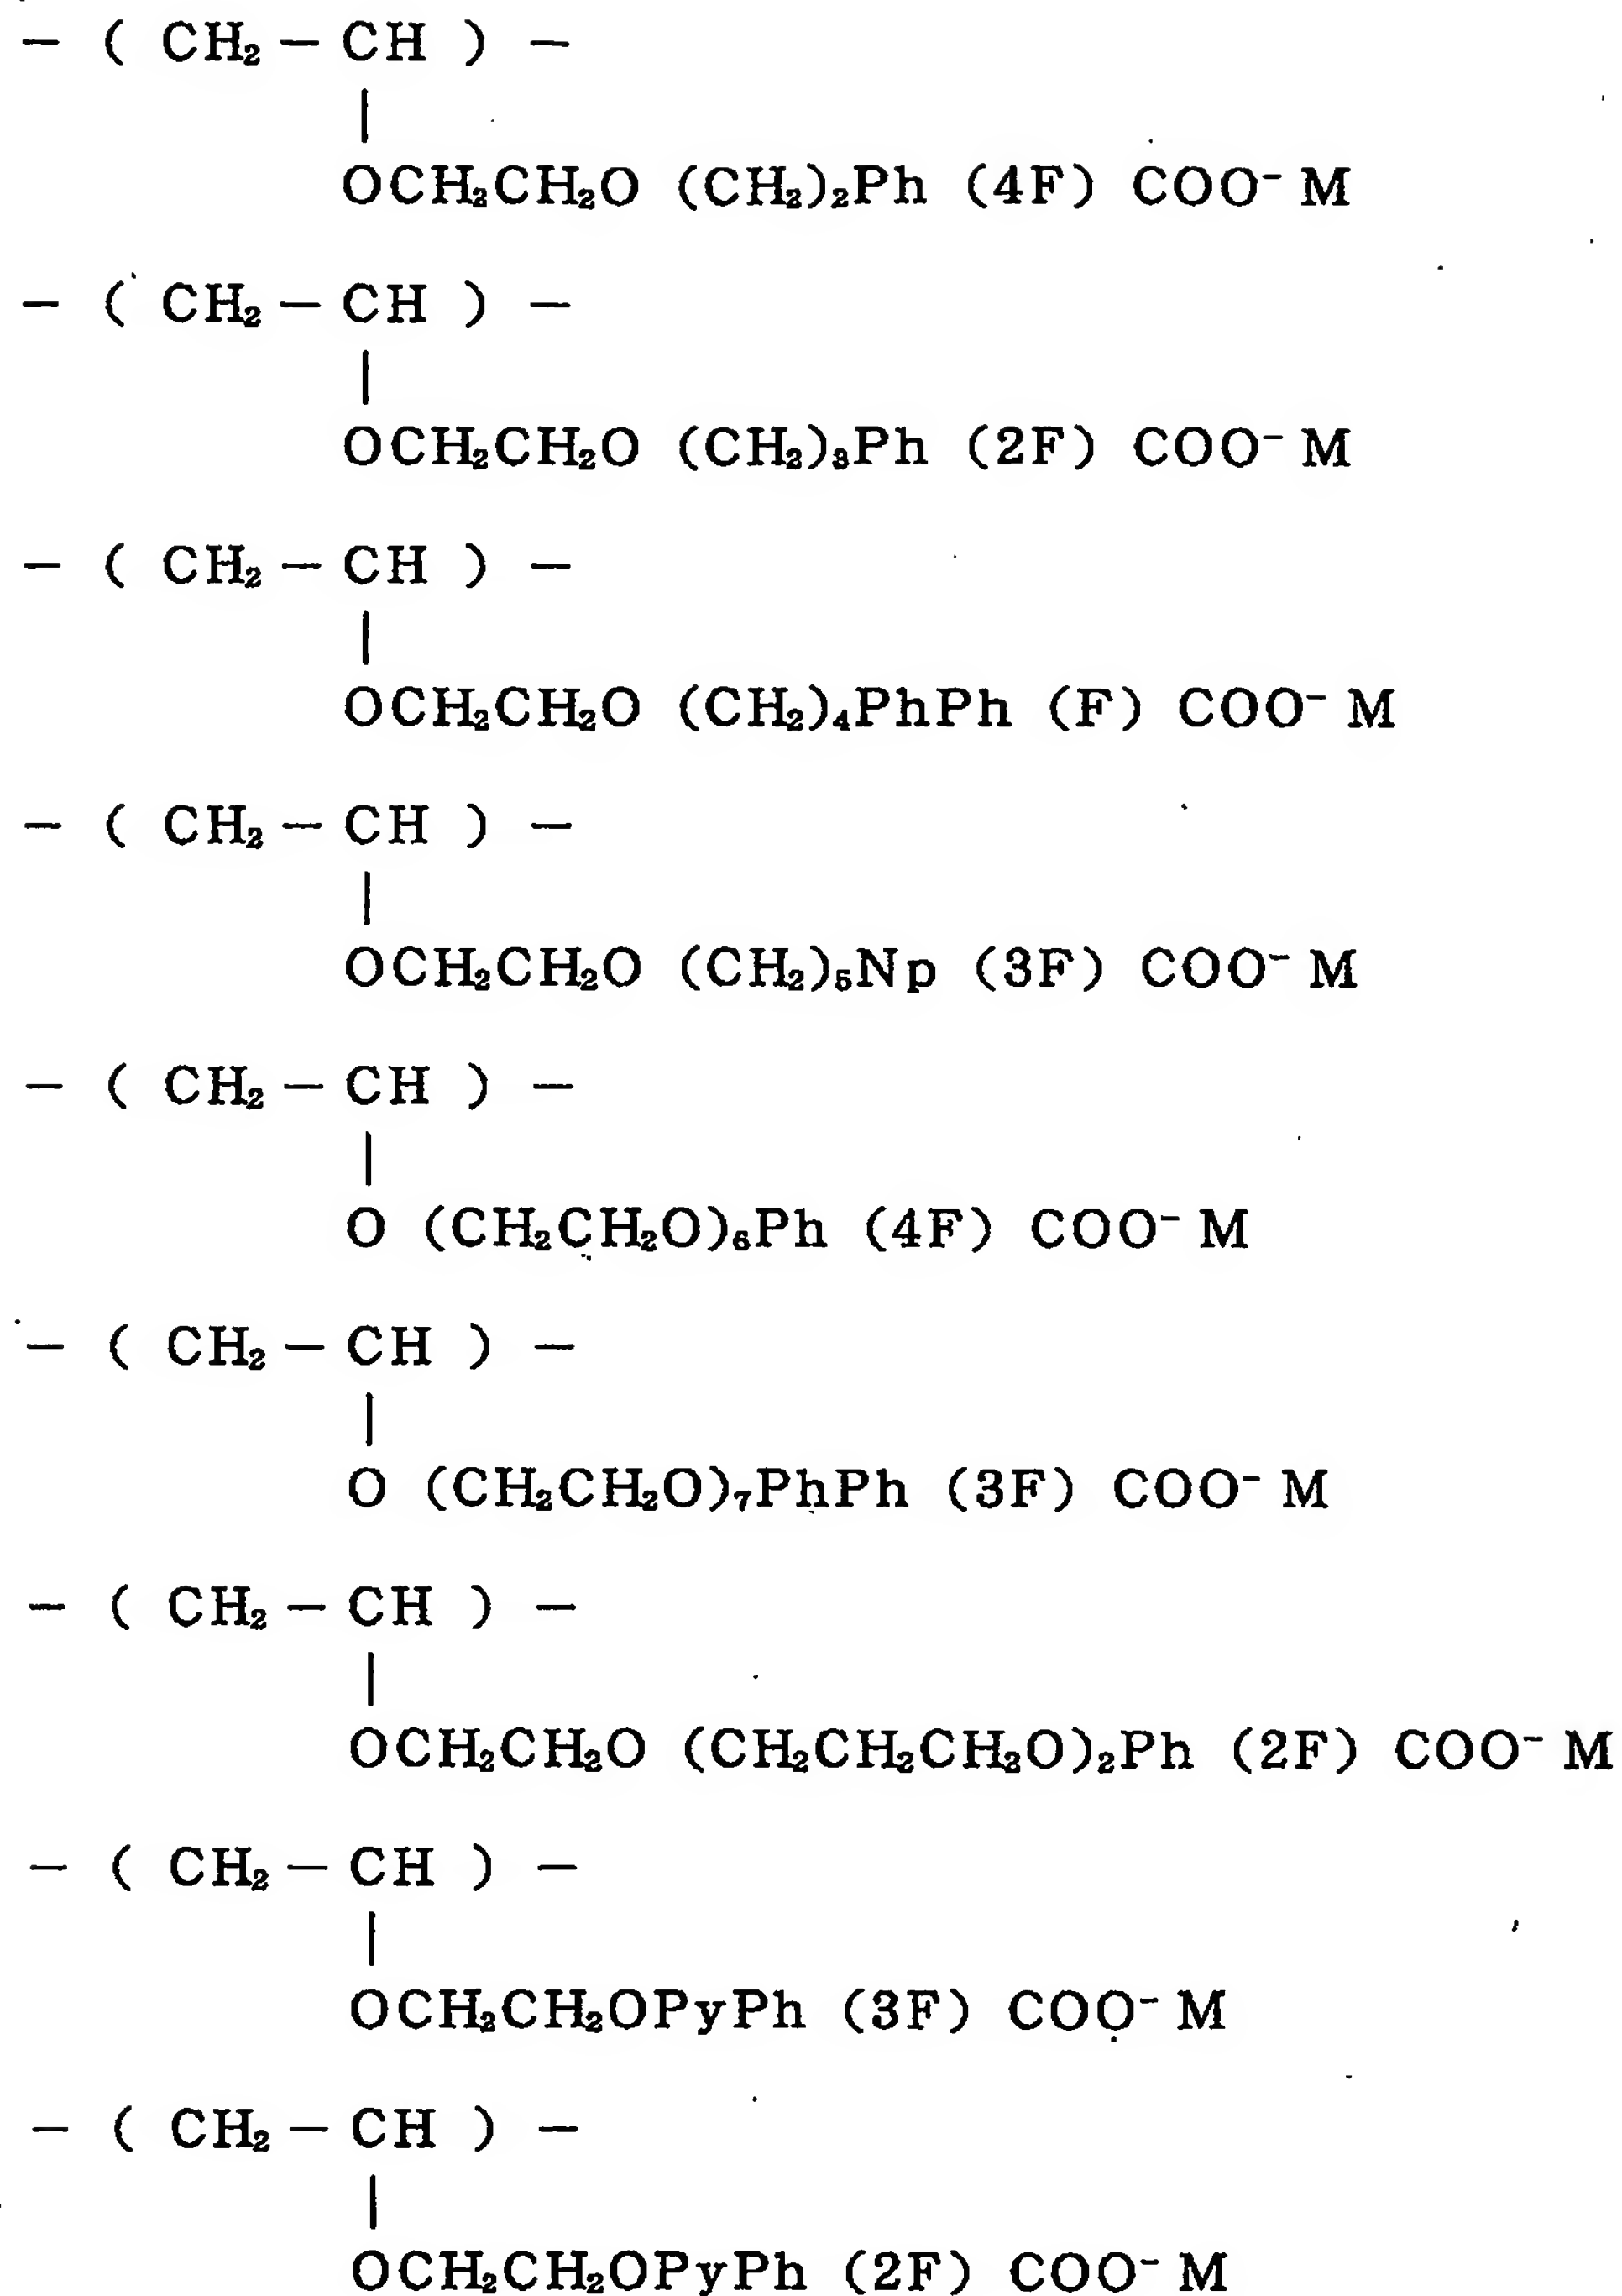 — ( CH₂ — CH ) —
|
OCH₂CH₂O (CH₂)₂Ph (4F) COO⁻ M
— ( CH₂ — CH ) —
|
OCH₂CH₂O (CH₂)₃Ph (2F) COO⁻ M
— ( CH₂ — CH ) —
|
OCH₂CH₂O (CH₂)₄PhPh (F) COO⁻ M
— ( CH₂ — CH ) —
|
OCH₂CH₂O (CH₂)₅Np (3F) COO⁻ M
— ( CH₂ — CH ) —
|
O (CH₂CH₂O)₆Ph (4F) COO⁻ M
— ( CH₂ — CH ) —
|
O (CH₂CH₂O)₇PhPh (3F) COO⁻ M
— ( CH₂ — CH ) —
|
OCH₂CH₂O (CH₂CH₂CH₂O)₂Ph (2F) COO⁻ M
— ( CH₂ — CH ) —
|
OCH₂CH₂OPyPh (3F) COO⁻ M
— ( CH₂ — CH ) —
|
OCH₂CH₂OPyPh (2F) COO⁻ M